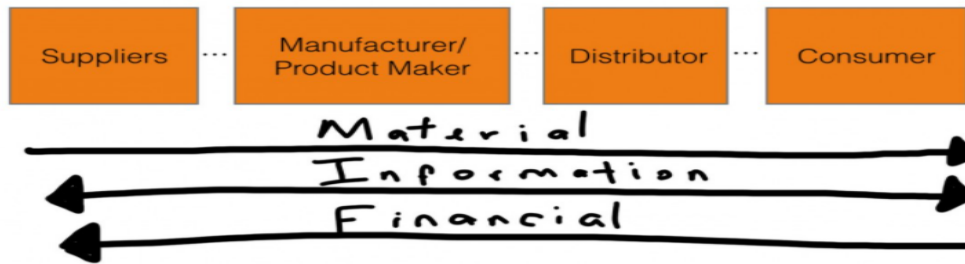 Suppliers ... Manufacturer/ ... Distributor ... Consumer
Product Maker
Material
Information
Financial